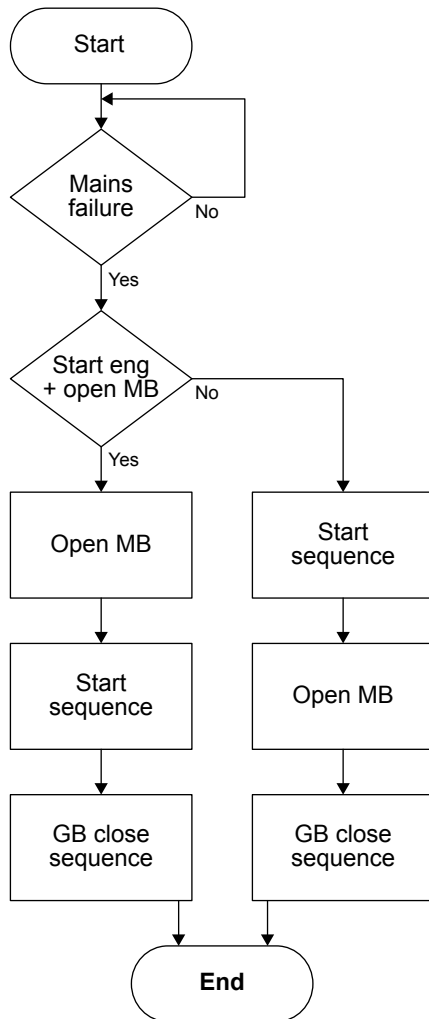 Start
Mains
failure
No
Yes
Start eng
+ open MB
No
Yes
Open MB
Start
sequence
Start
sequence
Open MB
GB close
sequence
GB close
sequence
End